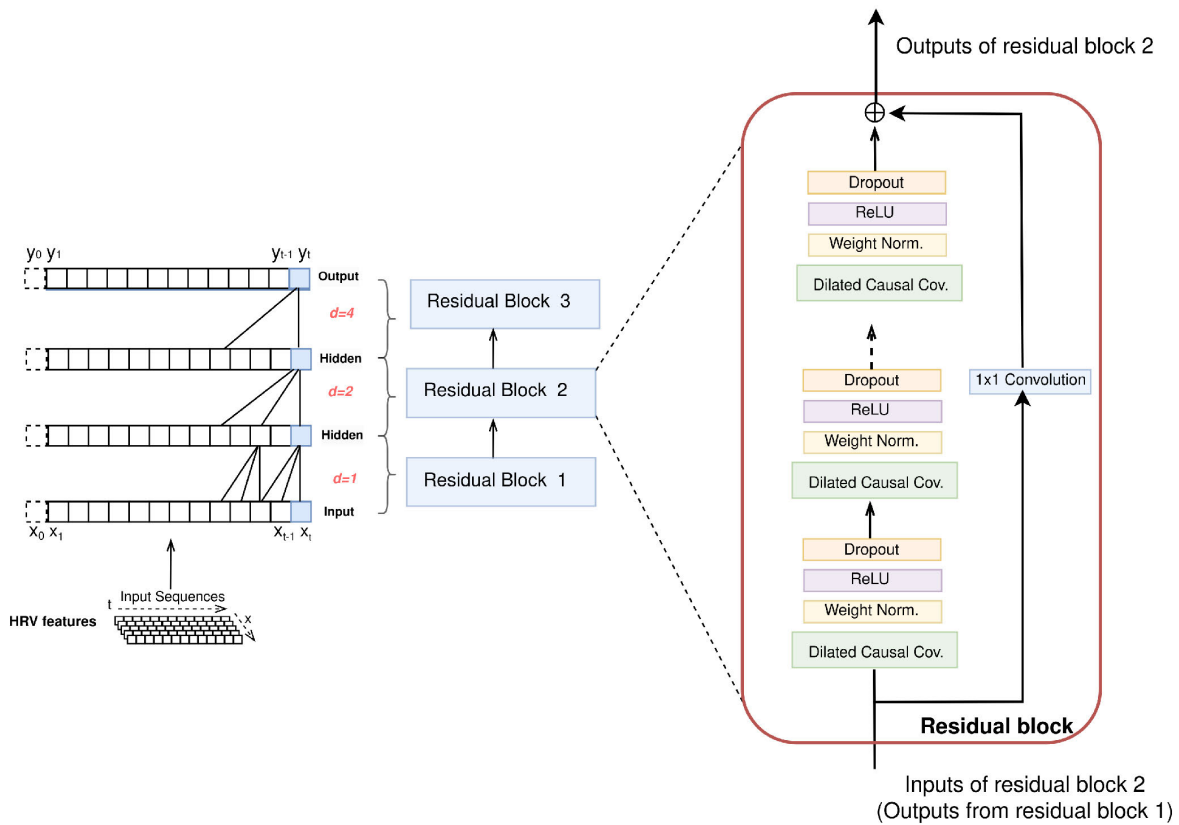 Outputs of residual block 2
Dropout
ReLU
Weight Norm.
Dilated Causal Cov.
y0 y1
yt-1 yt
Output
d=4
Hidden
d=2
Hidden
d=1
Input
x0 x1
xt-1 xt
Residual Block 3
Residual Block 2
Residual Block 1
Dropout
ReLU
Weight Norm.
Dilated Causal Cov.
1x1 Convolution
Dropout
ReLU
Weight Norm.
Dilated Causal Cov.
t
Input Sequences
x
HRV features
Residual block
Inputs of residual block 2
(Outputs from residual block 1)